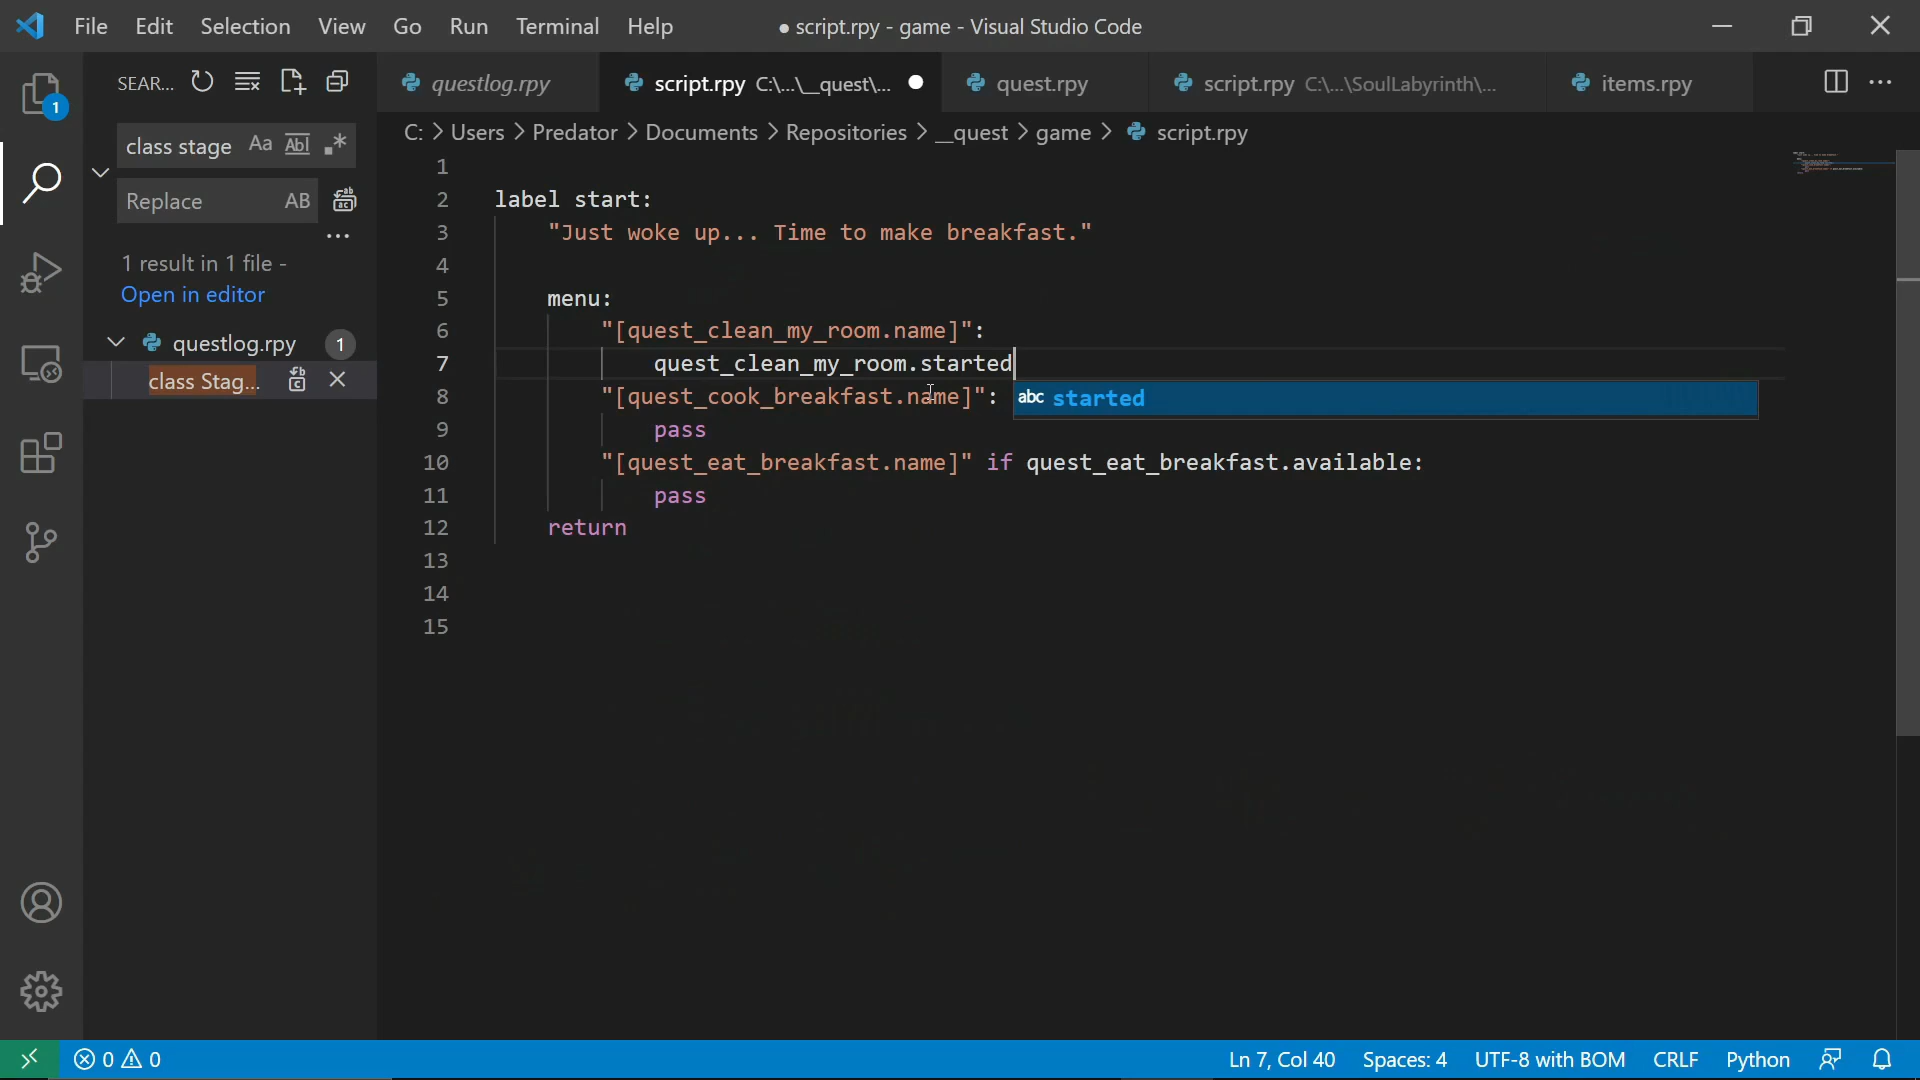 File Edit Selection View Go Run Terminal Help ● script.rpy - game - Visual Studio Code
SEAR...
questlog.rpy script.rpy C:\...\__quest\... ● quest.rpy script.rpy C:\...\SoulLabyrinth\... items.rpy ...
1
class stage Aa Abl .*
Replace AB
...
1 result in 1 file -
Open in editor
questlog.rpy 1
class Stag...
C: > Users > Predator > Documents > Repositories > __quest > game > script.rpy
1
2 label start:
3 "Just woke up... Time to make breakfast."
4
5 menu:
6 "[quest_clean_my_room.name]":
7 quest_clean_my_room.started
8 "[quest_cook_breakfast.name]":
abc started
9 pass
10 "[quest_eat_breakfast.name]" if quest_eat_breakfast.available:
11 pass
12 return
13
14
15
0 0 Ln 7, Col 40 Spaces: 4 UTF-8 with BOM CRLF Python